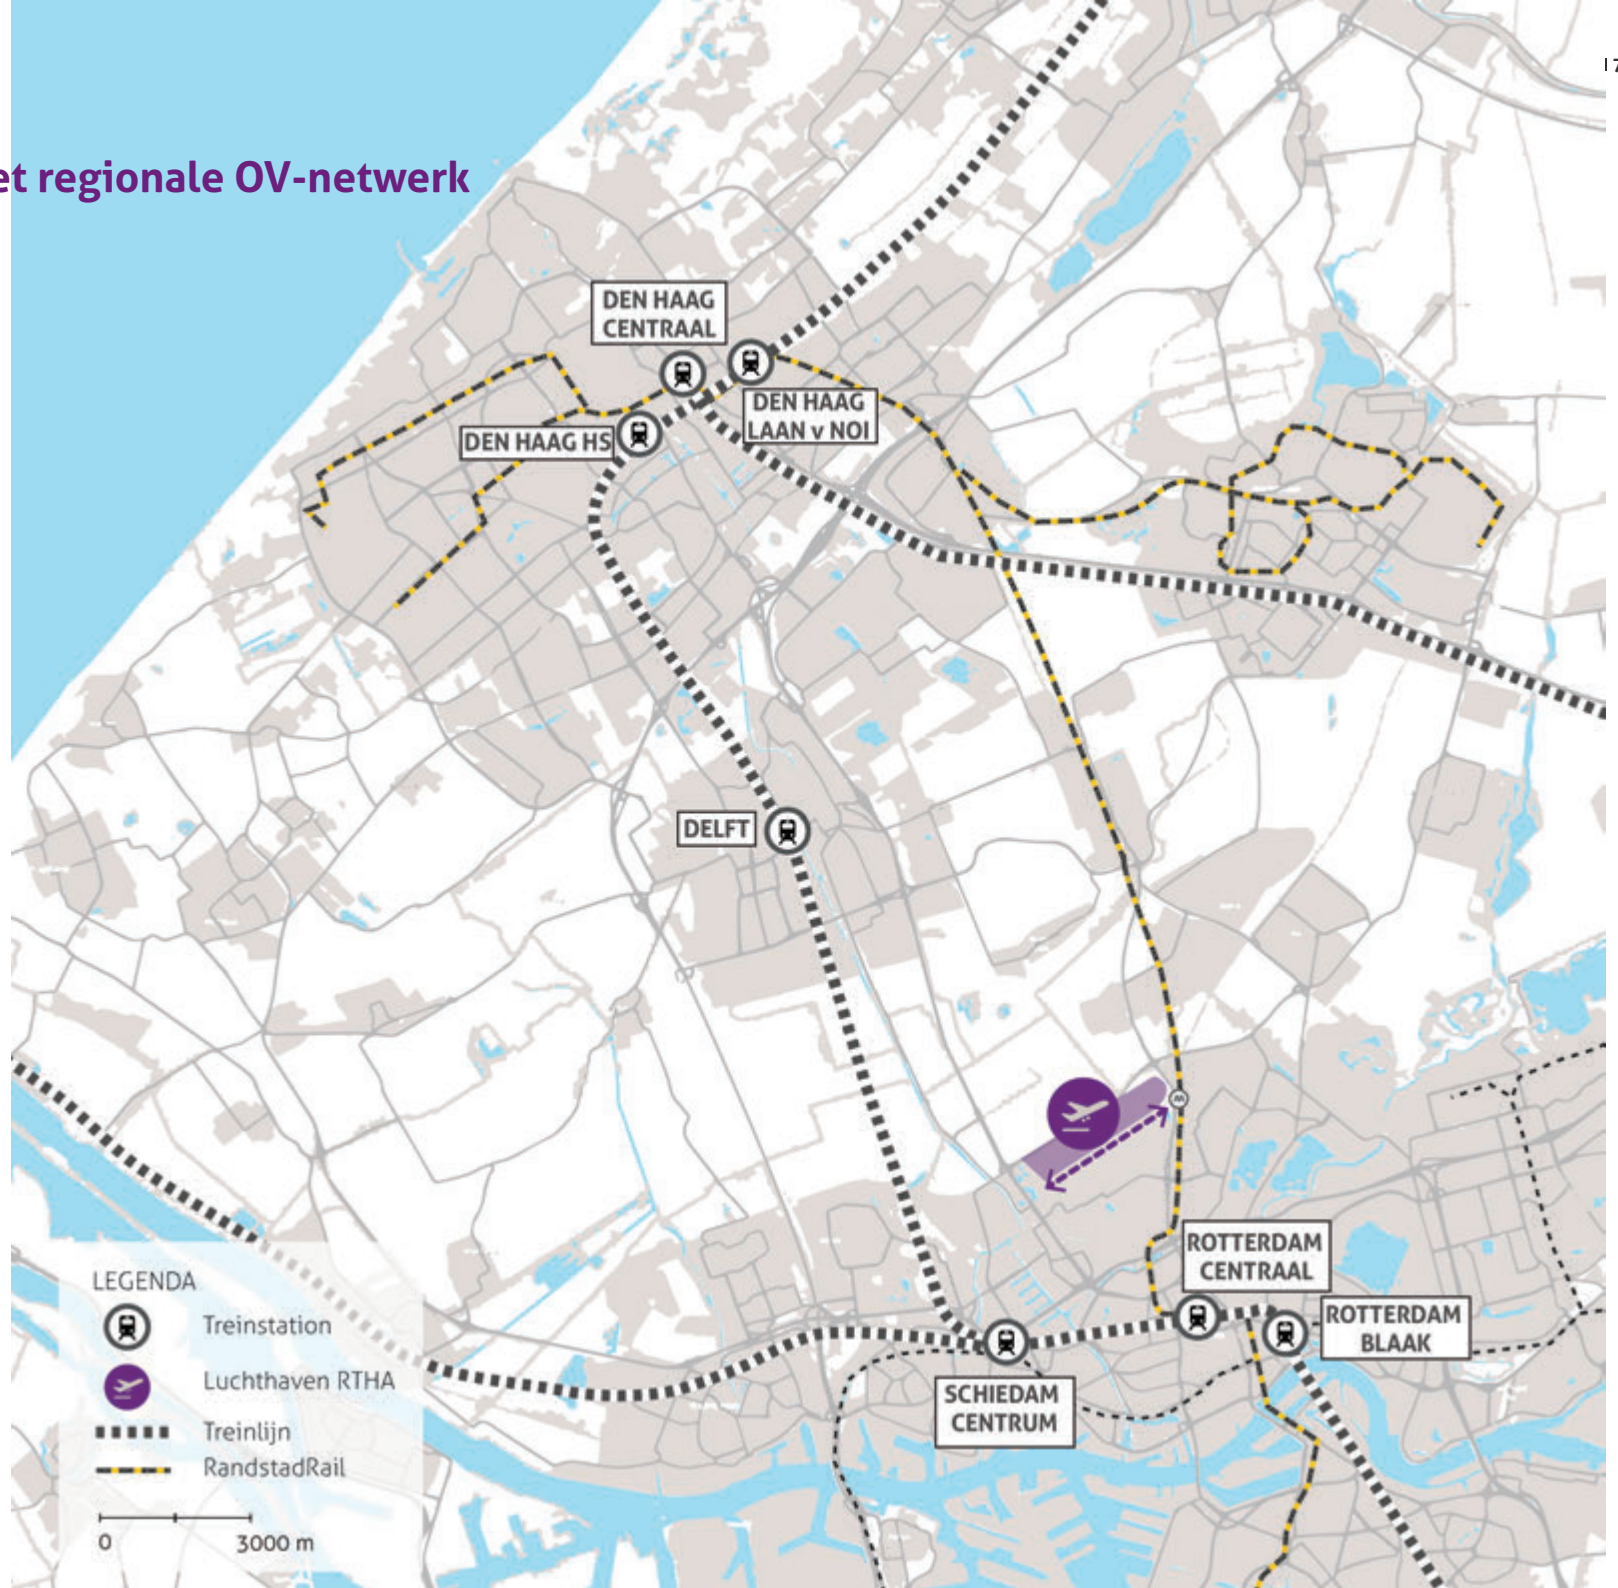 17
et regionale OV-netwerk
DEN HAAG
CENTRAAL
DEN HAAG
LAAN v NOI
DEN HAAG HS
DELFT
M
ROTTERDAM
CENTRAAL
ROTTERDAM
BLAAK
SCHIEDAM
CENTRUM
LEGENDA
Treinstation
Luchthaven RTHA
Treinlijn
RandstadRail
0 3000 m